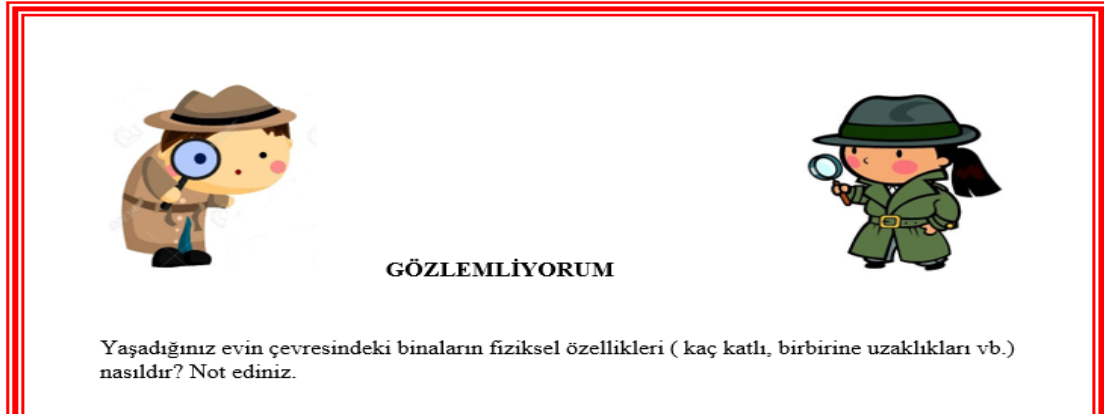 GÖZLEMLİYORUM
Yaşadığınız evin çevresindeki binaların fiziksel özellikleri ( kaç katlı, birbirine uzaklıkları vb.)
nasıldır? Not ediniz.